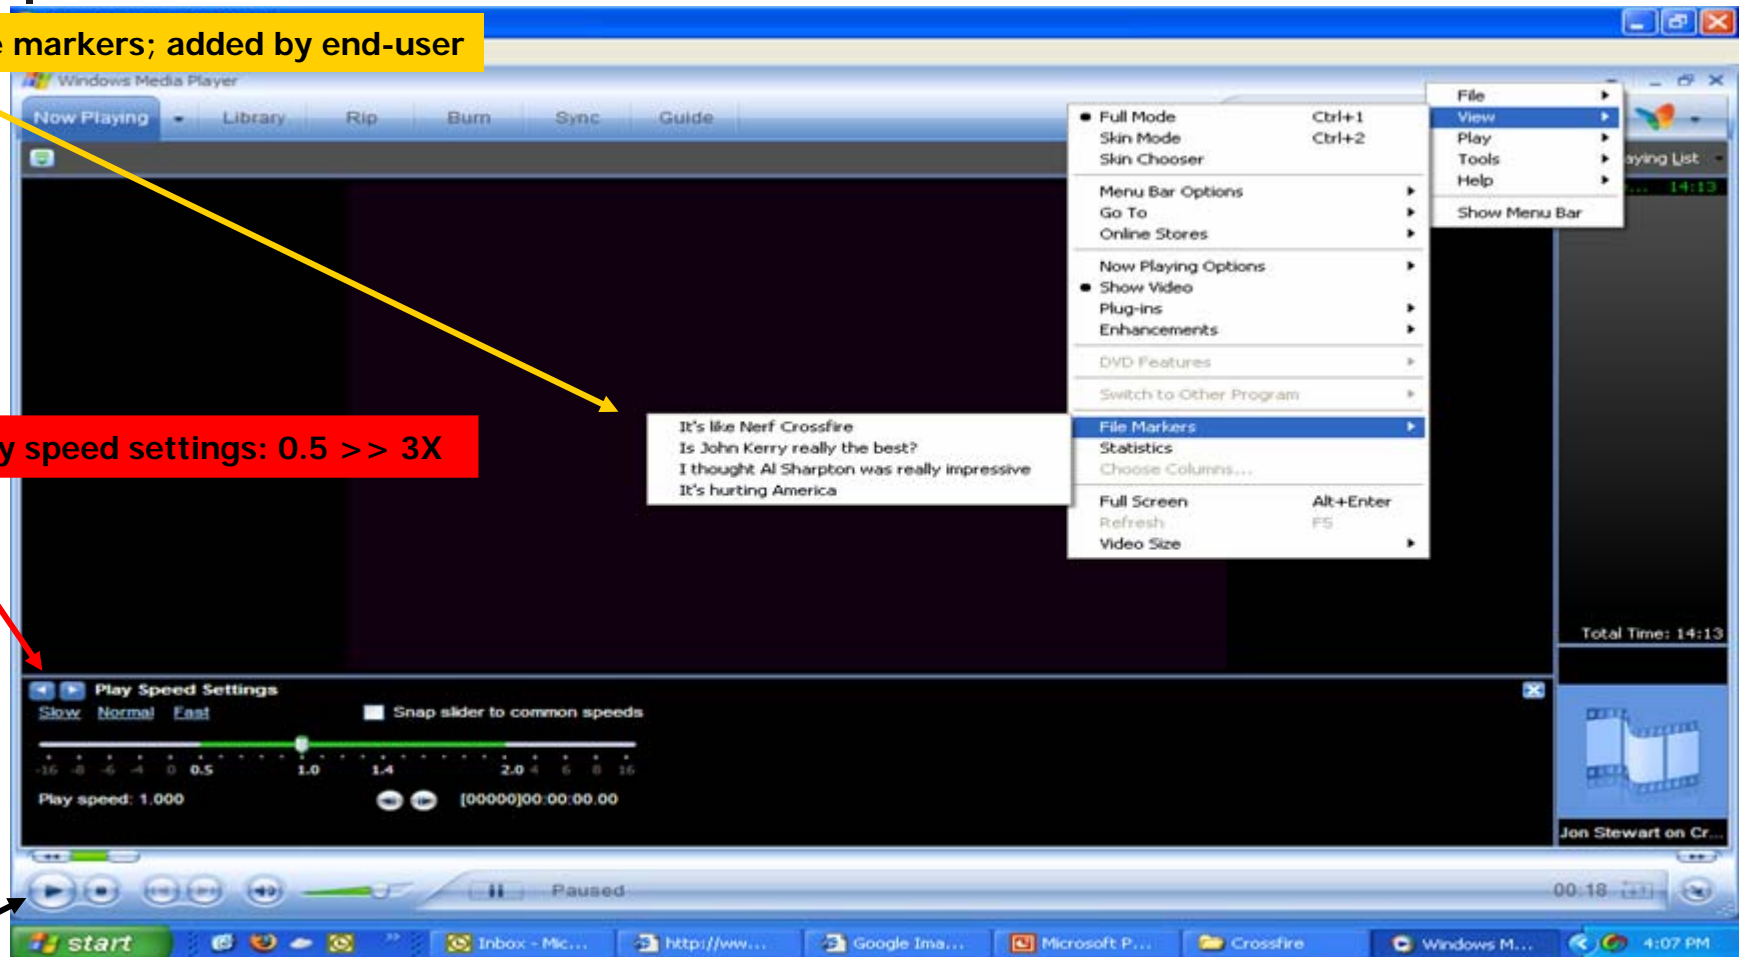 markers; added by end-user
Windows Media Player
Now Playing Library Rip Burn Sync Guide
File
View
Play
Tools
Help
Show Menu Bar
Full Mode Ctrl+1
Skin Mode Ctrl+2
Skin Chooser
Menu Bar Options
Go To
Online Stores
Now Playing Options
Show Video
Plug-ins
Enhancements
DVD Features
Switch to Other Program
File Markers
Statistics
Choose Columns...
Full Screen Alt+Enter
Refresh F5
Video Size
It's like Nerf Crossfire
Is John Kerry really the best?
I thought Al Sharpton was really impressive
It's hurting America
aying List
... 14:13
y speed settings: 0.5 >> 3X
Total Time: 14:13
Play Speed Settings
Slow Normal Fast Snap slider to common speeds
-16 -8 -6 -4 0 0.5 1.0 1.4 2.0 4 6 8 16
Play speed: 1.000 [00000]00:00:00.00
Jon Stewart on Cr...
Paused 00:18
start Inbox - Mic... http://ww... Google Ima... Microsoft P... Crossfire Windows M... 4:07 PM